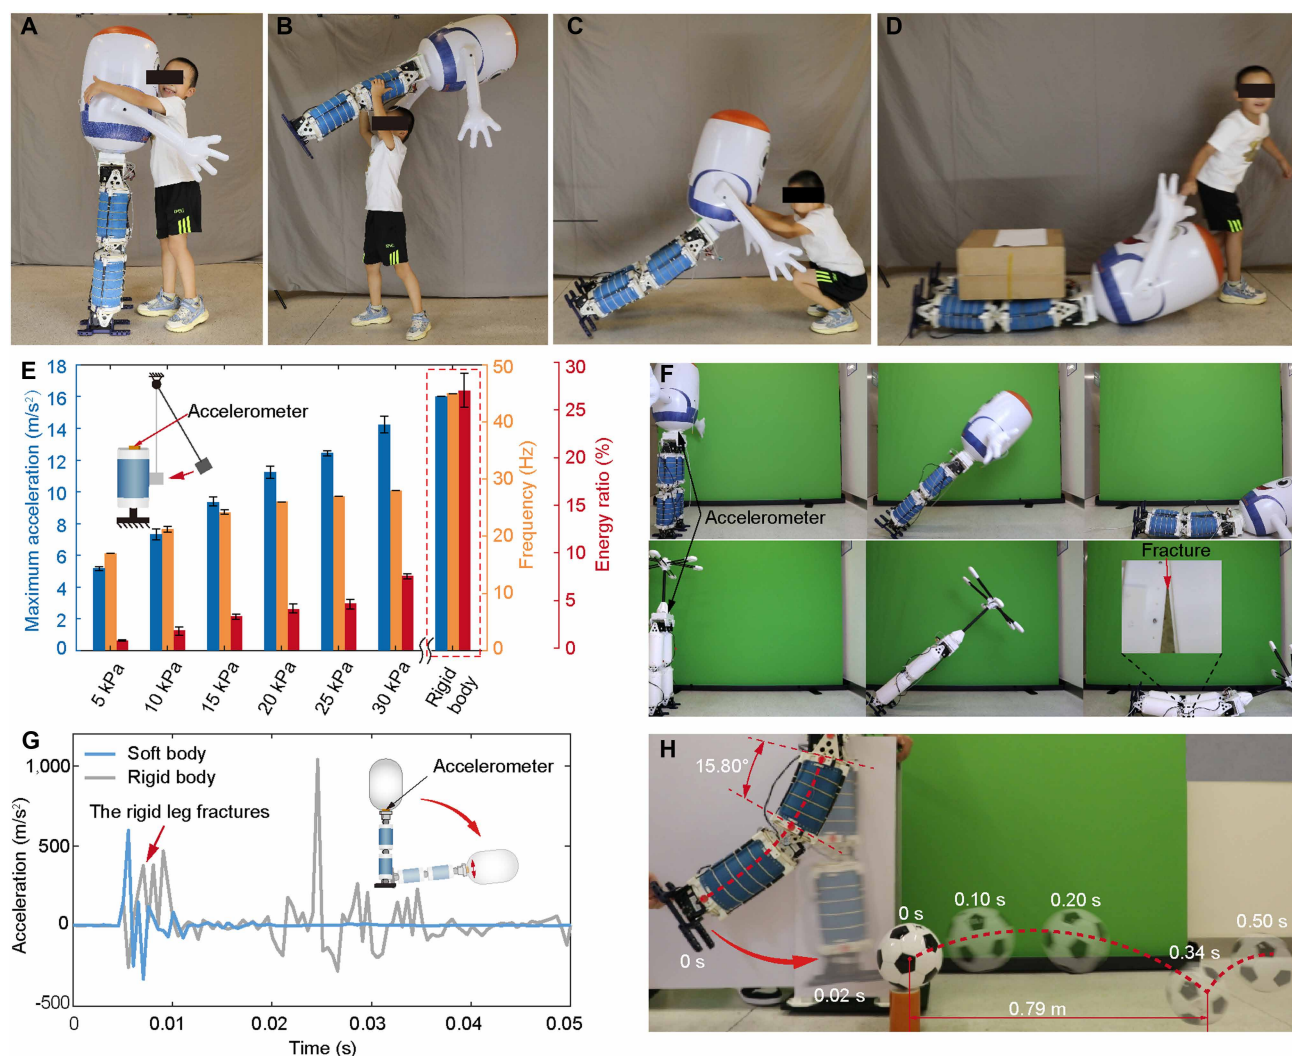 A
B
C
D
E
Maximum acceleration (m/s²)
18
16
14
12
10
8
6
4
2
0
Accelerometer
5 kPa
10 kPa
15 kPa
20 kPa
25 kPa
30 kPa
Rigid
body
50
40
30
20
10
0
Frequency (Hz)
30
25
20
15
10
5
0
Energy ratio (%)
F
Accelerometer
Fracture
G
Acceleration (m/s²)
1,000
500
0
-500
Soft body
Rigid body
The rigid leg fractures
Accelerometer
0
0.01
0.02
0.03
0.04
0.05
Time (s)
H
15.80°
0 s
0.02 s
0 s
0.10 s
0.20 s
0.34 s
0.50 s
0.79 m